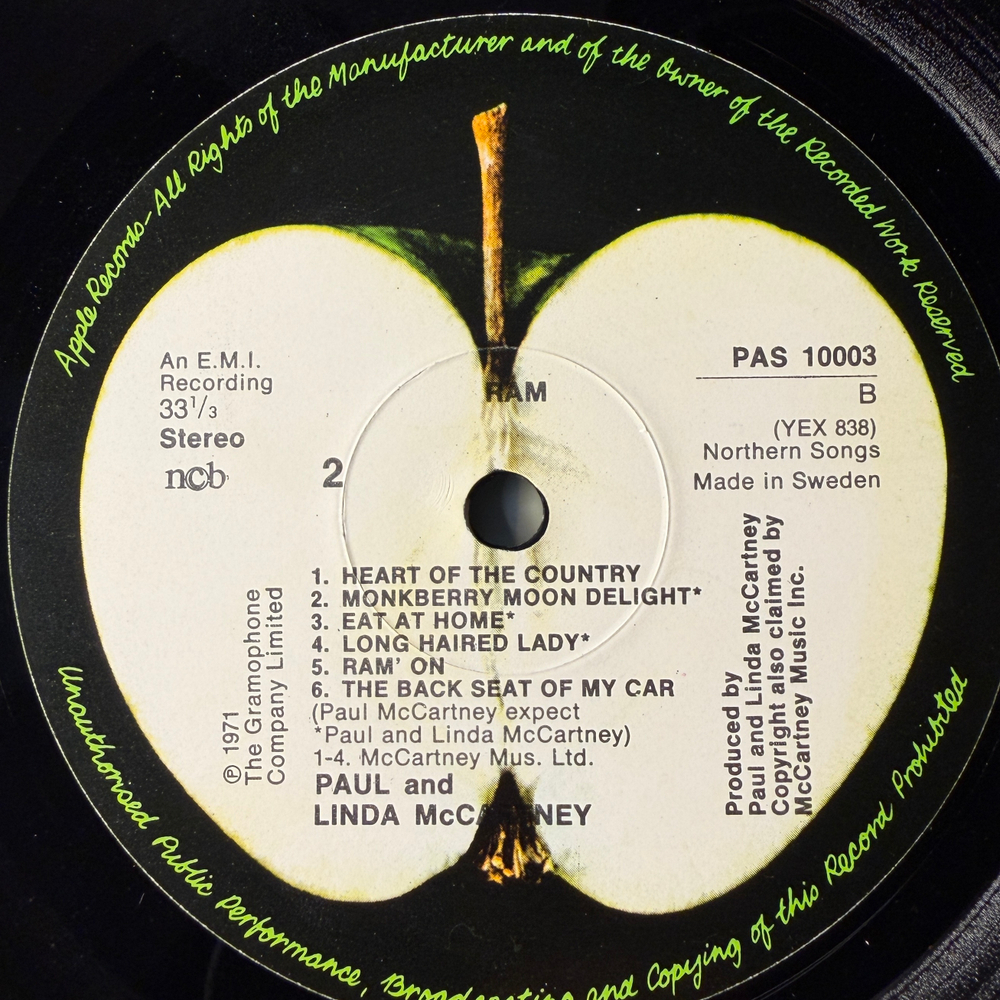 Apple Records-All Rights of the Manufacturer and of the Owner of the Recorded Work Reserved
RAM
An E.M.I.
Recording
33 1/3
Stereo
ncb
2
PAS 10003
B
(YEX 838)
Northern Songs
Made in Sweden
1. HEART OF THE COUNTRY
2. MONKBERRY MOON DELIGHT*
3. EAT AT HOME*
4. LONG HAIRED LADY*
5. RAM' ON
6. THE BACK SEAT OF MY CAR
(Paul McCartney expect
*Paul and Linda McCartney)
1-4. McCartney Mus. Ltd.
PAUL and
LINDA McCARTNEY
℗ 1971
The Gramophone
Company Limited
Produced by
Paul and Linda McCartney
Copyright also claimed by
McCartney Music Inc.
Unauthorised Public Performance, Broadcasting and Copying of this Record Prohibited